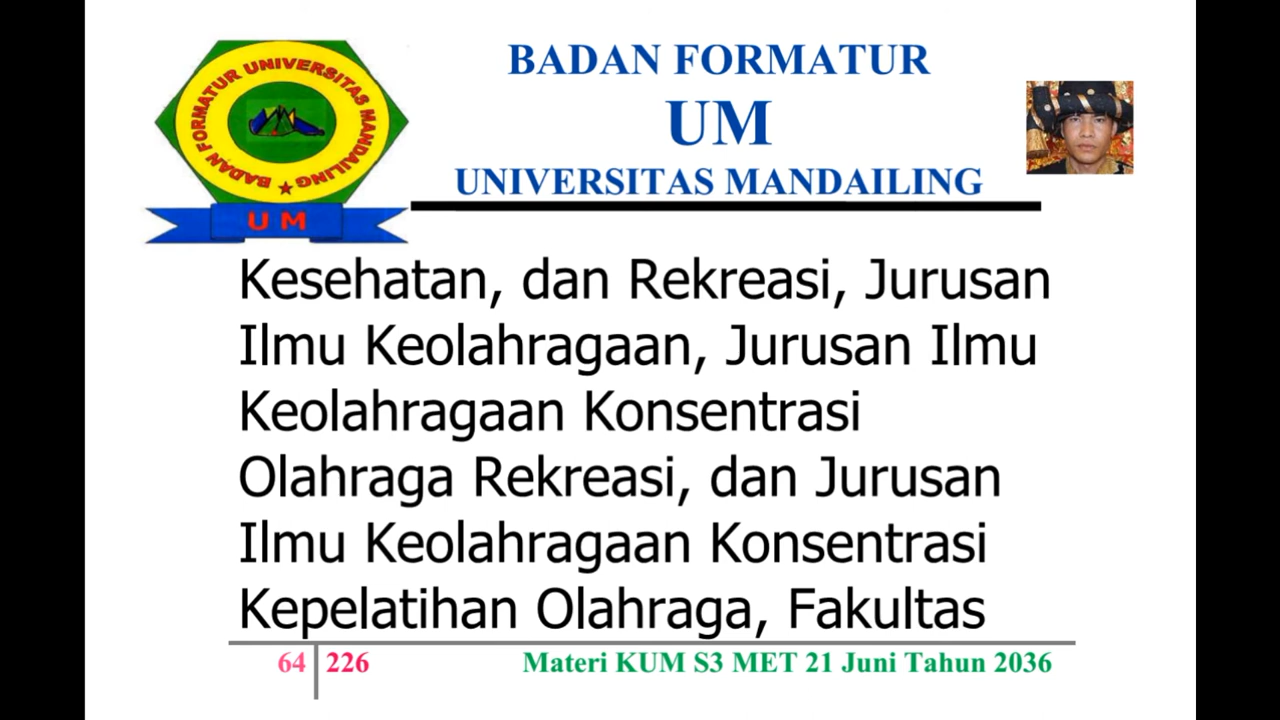 BADAN FORMATUR UNIVERSITAS MANDAILING
UM
BADAN FORMATUR
UM
UNIVERSITAS MANDAILING
Kesehatan, dan Rekreasi, Jurusan
Ilmu Keolahragaan, Jurusan Ilmu
Keolahragaan Konsentrasi
Olahraga Rekreasi, dan Jurusan
Ilmu Keolahragaan Konsentrasi
Kepelatihan Olahraga, Fakultas
64 226 Materi KUM S3 MET 21 Juni Tahun 2036